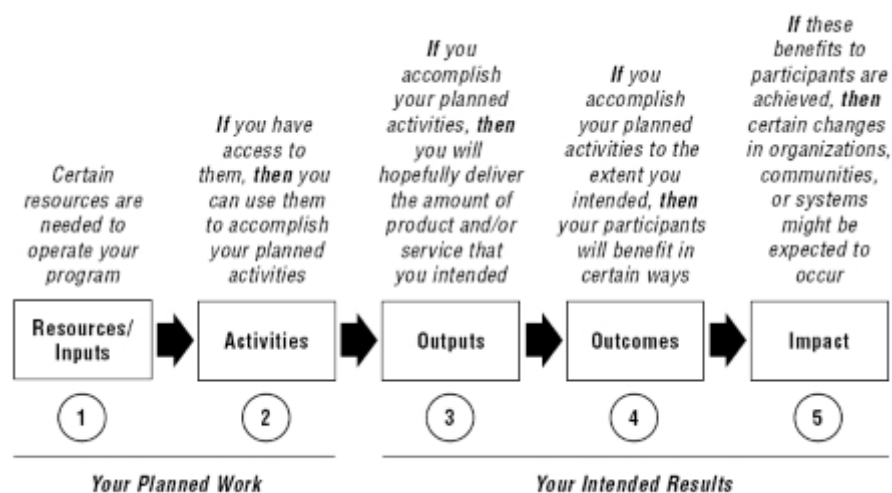 Certain
resources are
needed to
operate your
program
If you have
access to
them, then you
can use them
to accomplish
your planned
activities
If you
accomplish
your planned
activities, then
you will
hopefully deliver
the amount of
product and/or
service that
you intended
If you
accomplish
your planned
activities to the
extent you
intended, then
your participants
will benefit in
certain ways
If these
benefits to
participants are
achieved, then
certain changes
in organizations,
communities,
or systems
might be
expected to
occur
Resources/
Inputs
Activities
Outputs
Outcomes
Impact
1
2
3
4
5
Your Planned Work
Your Intended Results